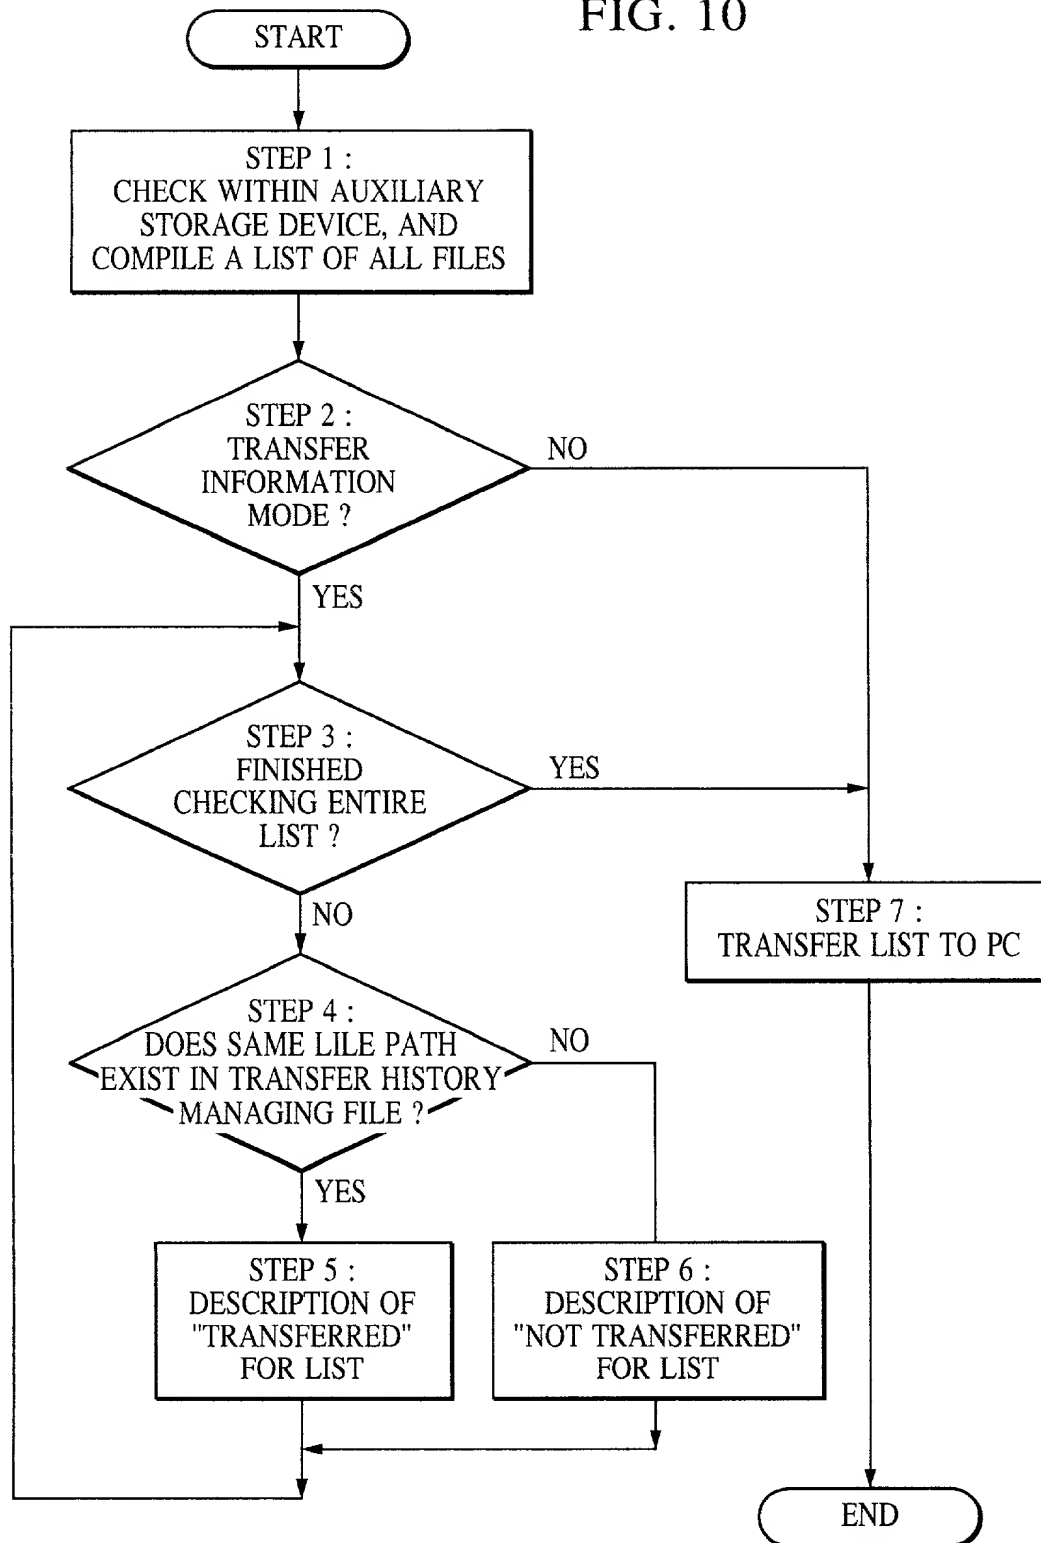 FIG. 10
START
STEP 1 :
CHECK WITHIN AUXILIARY
STORAGE DEVICE, AND
COMPILE A LIST OF ALL FILES
STEP 2 :
TRANSFER
INFORMATION
MODE ?
NO
YES
STEP 3 :
FINISHED
CHECKING ENTIRE
LIST ?
YES
NO
STEP 7 :
TRANSFER LIST TO PC
STEP 4 :
DOES SAME LILE PATH
EXIST IN TRANSFER HISTORY
MANAGING FILE ?
NO
YES
STEP 5 :
DESCRIPTION OF
"TRANSFERRED"
FOR LIST
STEP 6 :
DESCRIPTION OF
"NOT TRANSFERRED"
FOR LIST
END